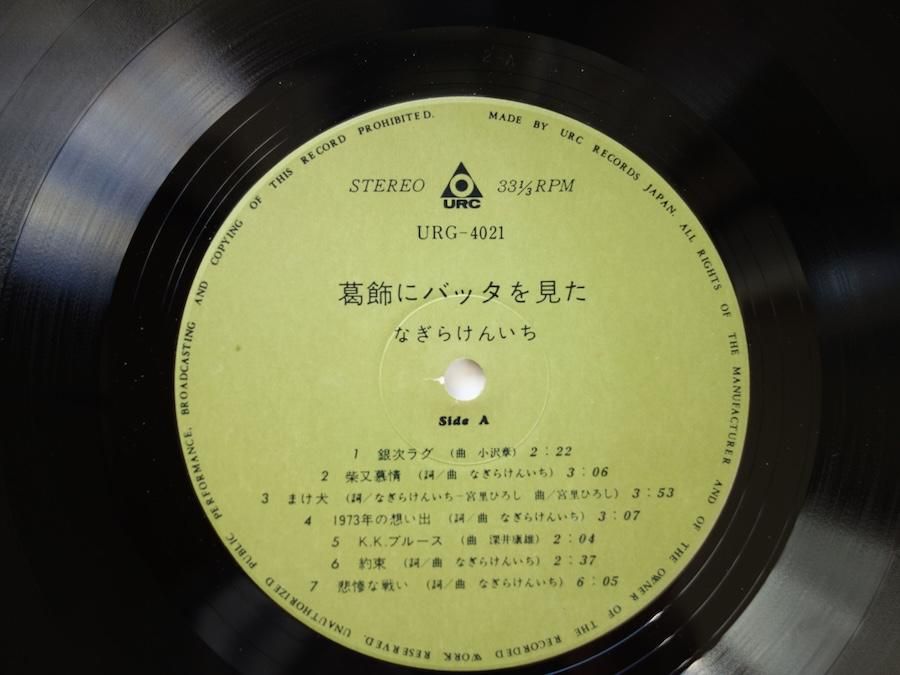 MADE BY URC RECORDS JAPAN. ALL RIGHTS OF THE MANUFACTURER AND OF THE OWNER OF THE RECORDED WORK RESERVED. UNAUTHORIZED PUBLIC PERFORMANCE, BROADCASTING AND COPYING OF THIS RECORD PROHIBITED.
STEREO URC 33⅓RPM
URG-4021
葛飾にバッタを見た
なぎらけんいち
Side A
1 銀次ラグ (曲 小沢章) 2:22
2 柴又慕情 (詞/曲 なぎらけんいち) 3:06
3 まけ犬 (詞/なぎらけんいち-宮里ひろし 曲/宮里ひろし) 3:53
4 1973年の想い出 (詞/曲 なぎらけんいち) 3:07
5 K.K.ブルース (曲 深井康雄) 2:04
6 約束 (詞/曲 なぎらけんいち) 2:37
7 悲惨な戦い (詞/曲 なぎらけんいち) 6:05